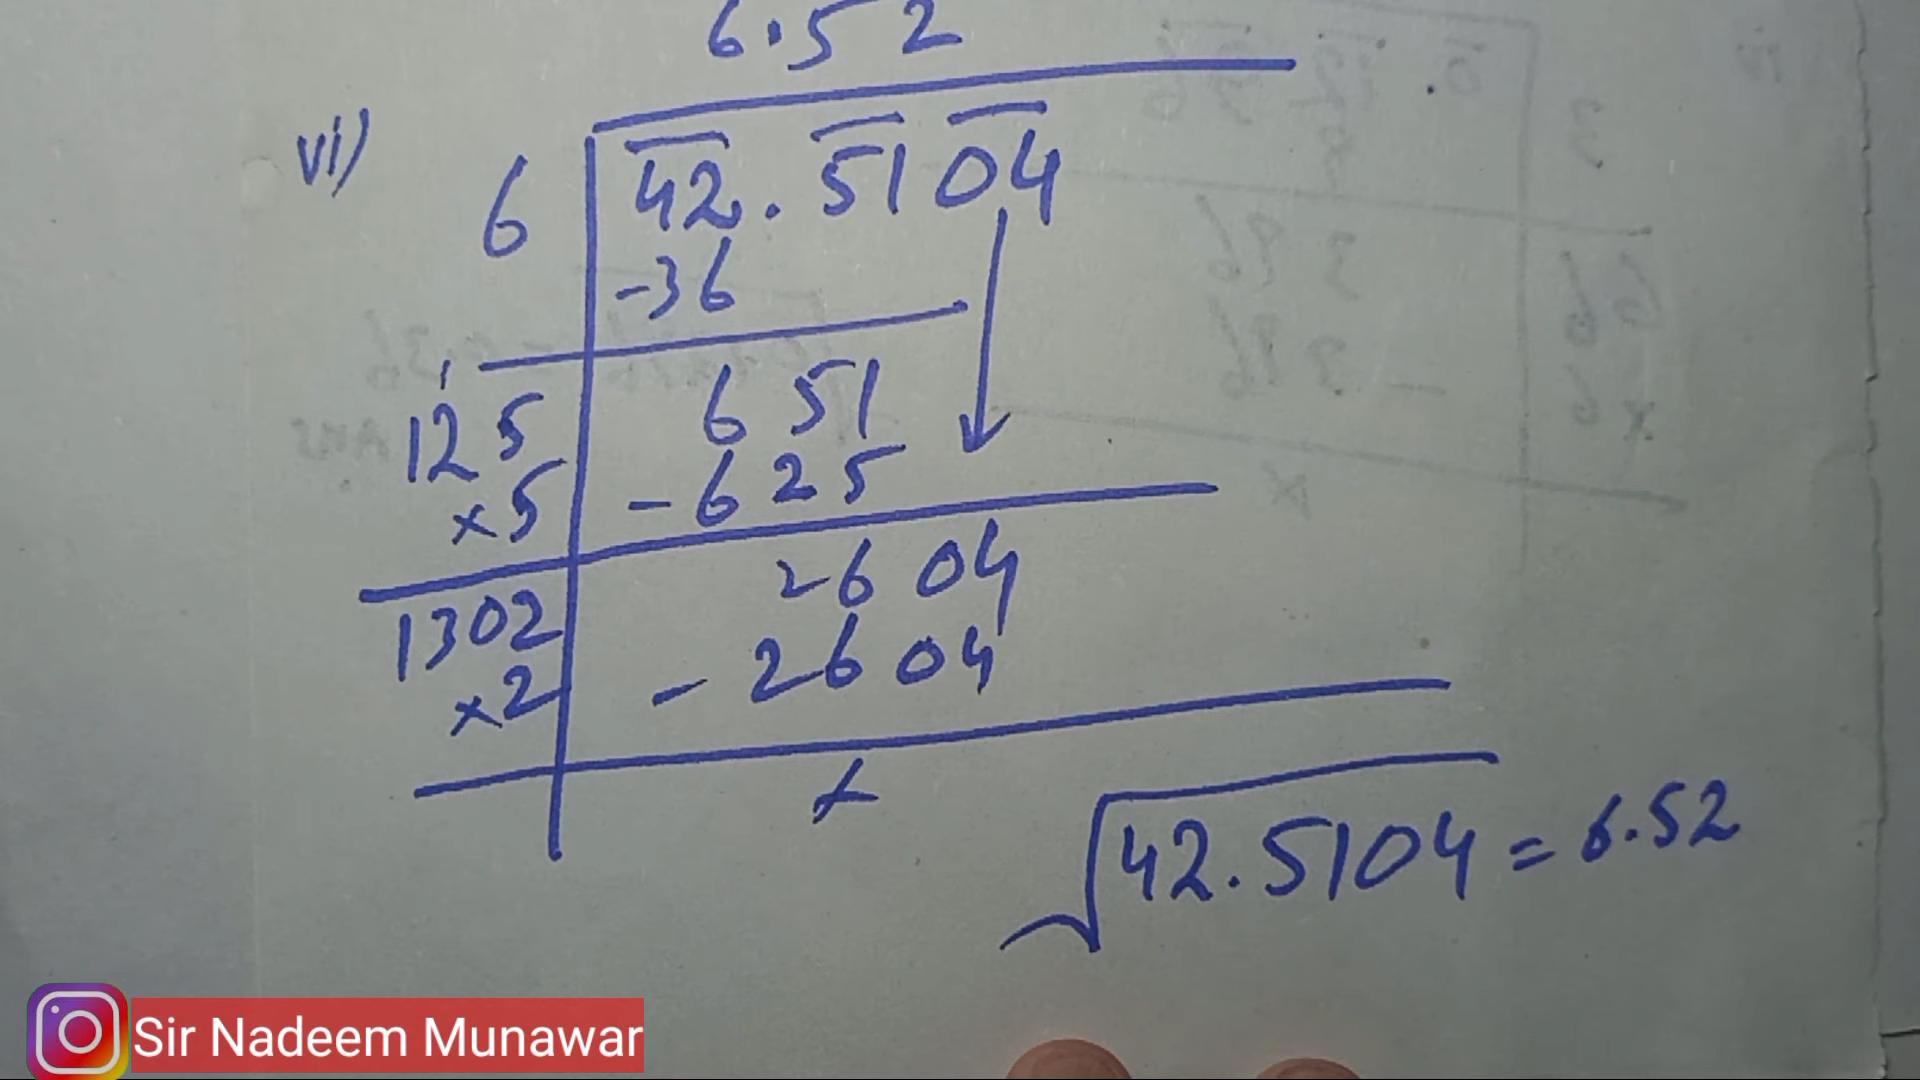 6.52
vi) 6 42.5104
-36
125 651
×5 -625
1302 2604
×2 -2604
×
√42.5104 = 6.52
Sir Nadeem Munawar